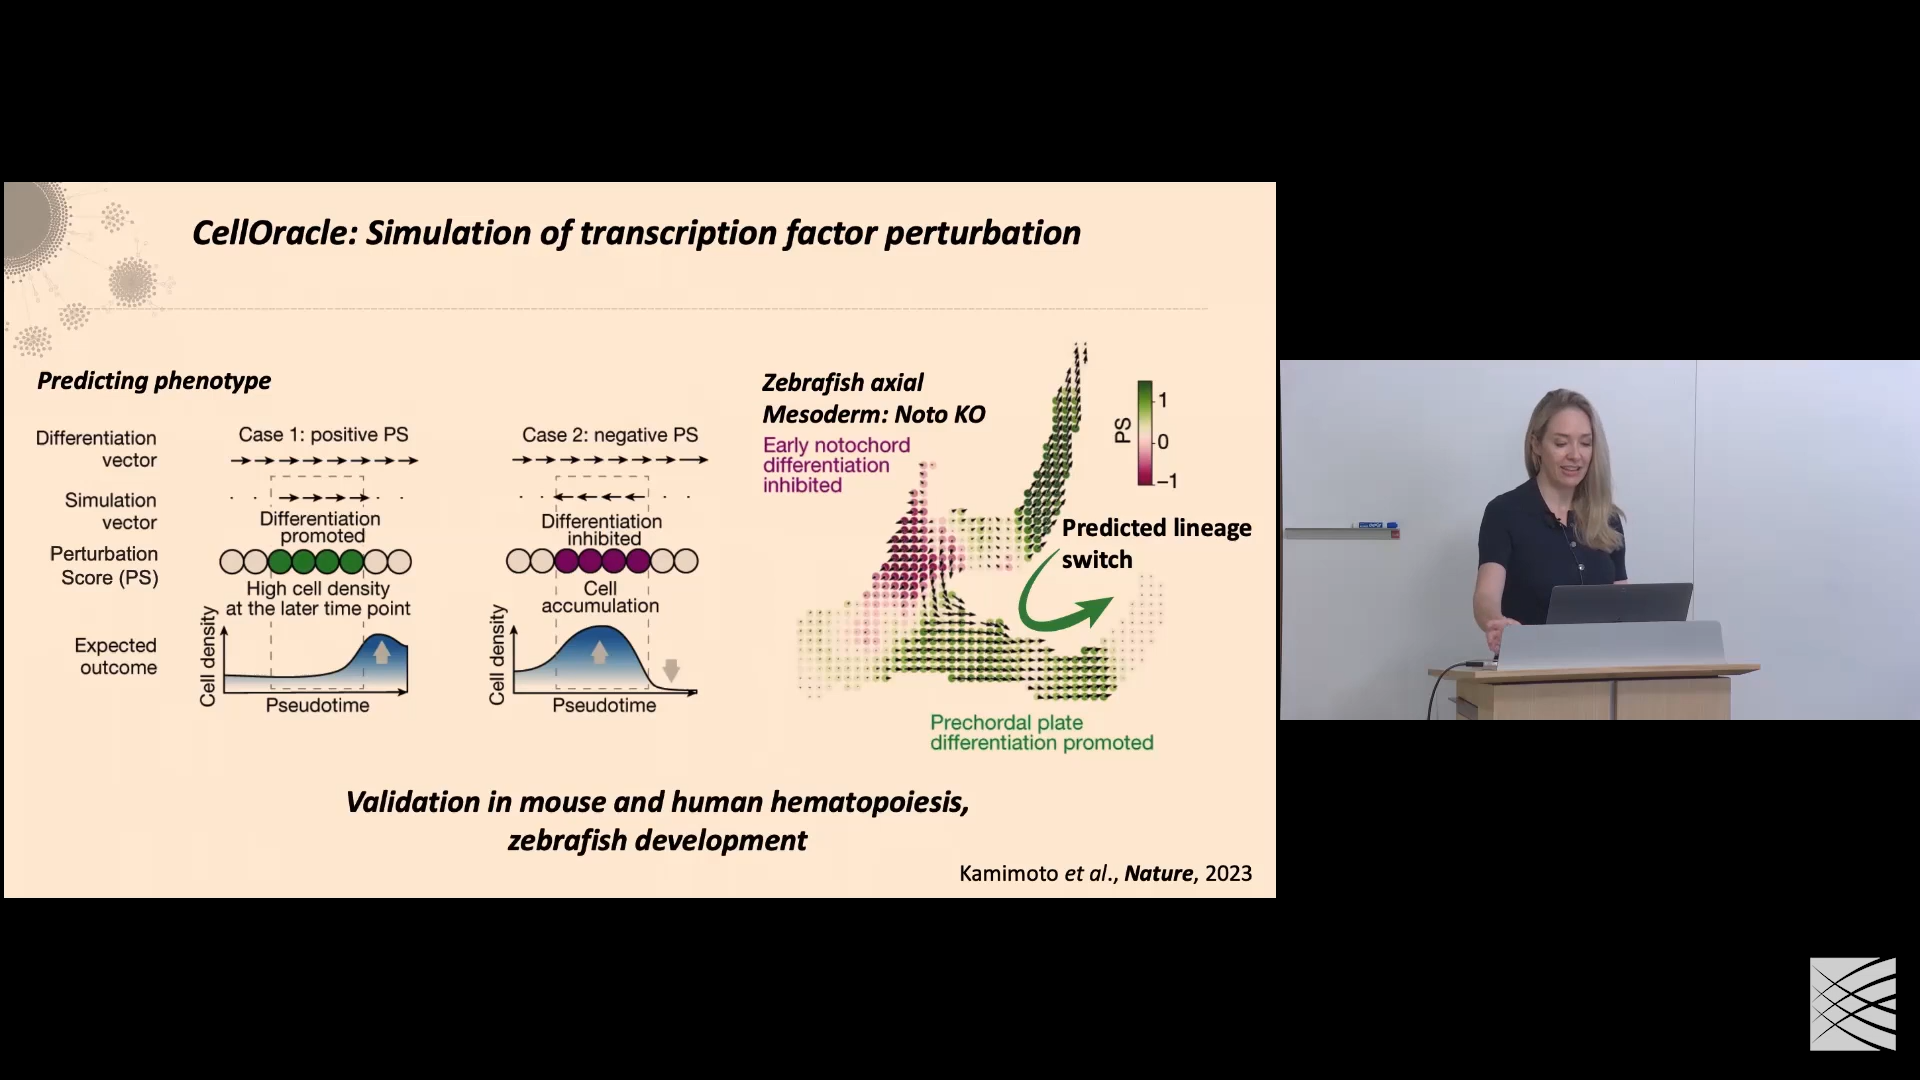 CellOracle: Simulation of transcription factor perturbation
Predicting phenotype
Differentiation
vector
Simulation
vector
Perturbation
Score (PS)
Expected
outcome
Case 1: positive PS
Differentiation
promoted
High cell density
at the later time point
Cell density
Pseudotime
Case 2: negative PS
Differentiation
inhibited
Cell
accumulation
Cell density
Pseudotime
Zebrafish axial
Mesoderm: Noto KO
Early notochord
differentiation
inhibited
PS
1
0
−1
Predicted lineage
switch
Prechordal plate
differentiation promoted
Validation in mouse and human hematopoiesis,
zebrafish development
Kamimoto et al., Nature, 2023